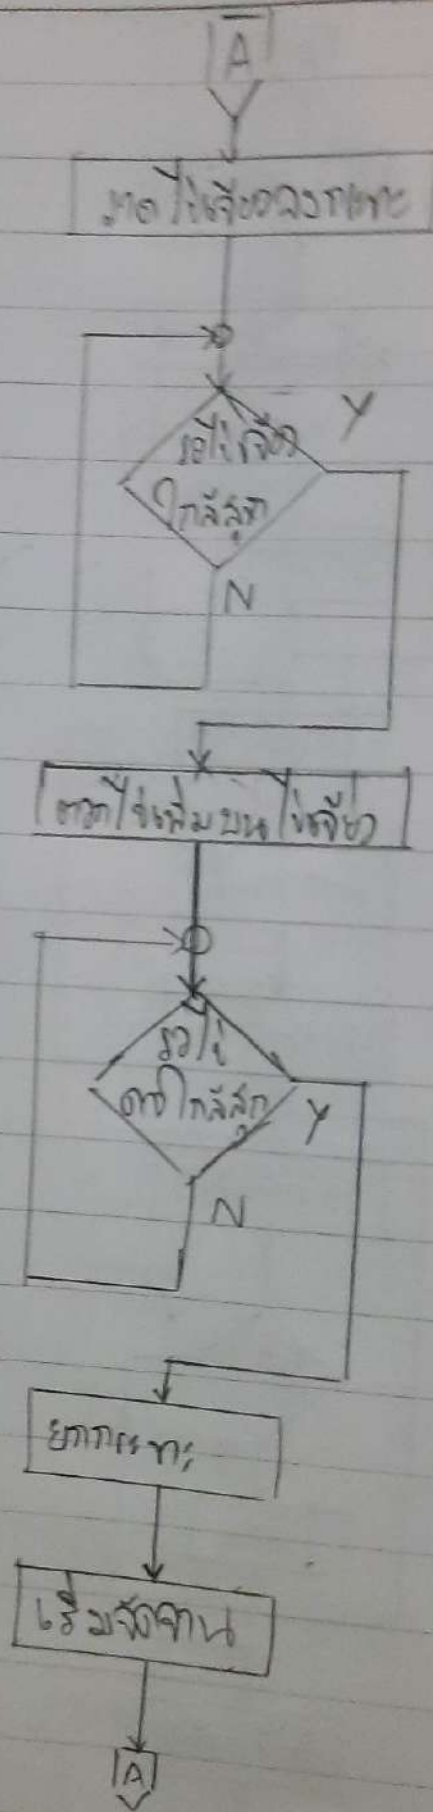 A
ราดไข่เจียวลงกระทะ
รอไข่เจียว
ใกล้สุก
Y
N
ตอกไข่เพิ่มบนไข่เจียว
รอไข่
ดาวใกล้สุก
Y
N
ยกกระทะ
เริ่มจัดจาน
A